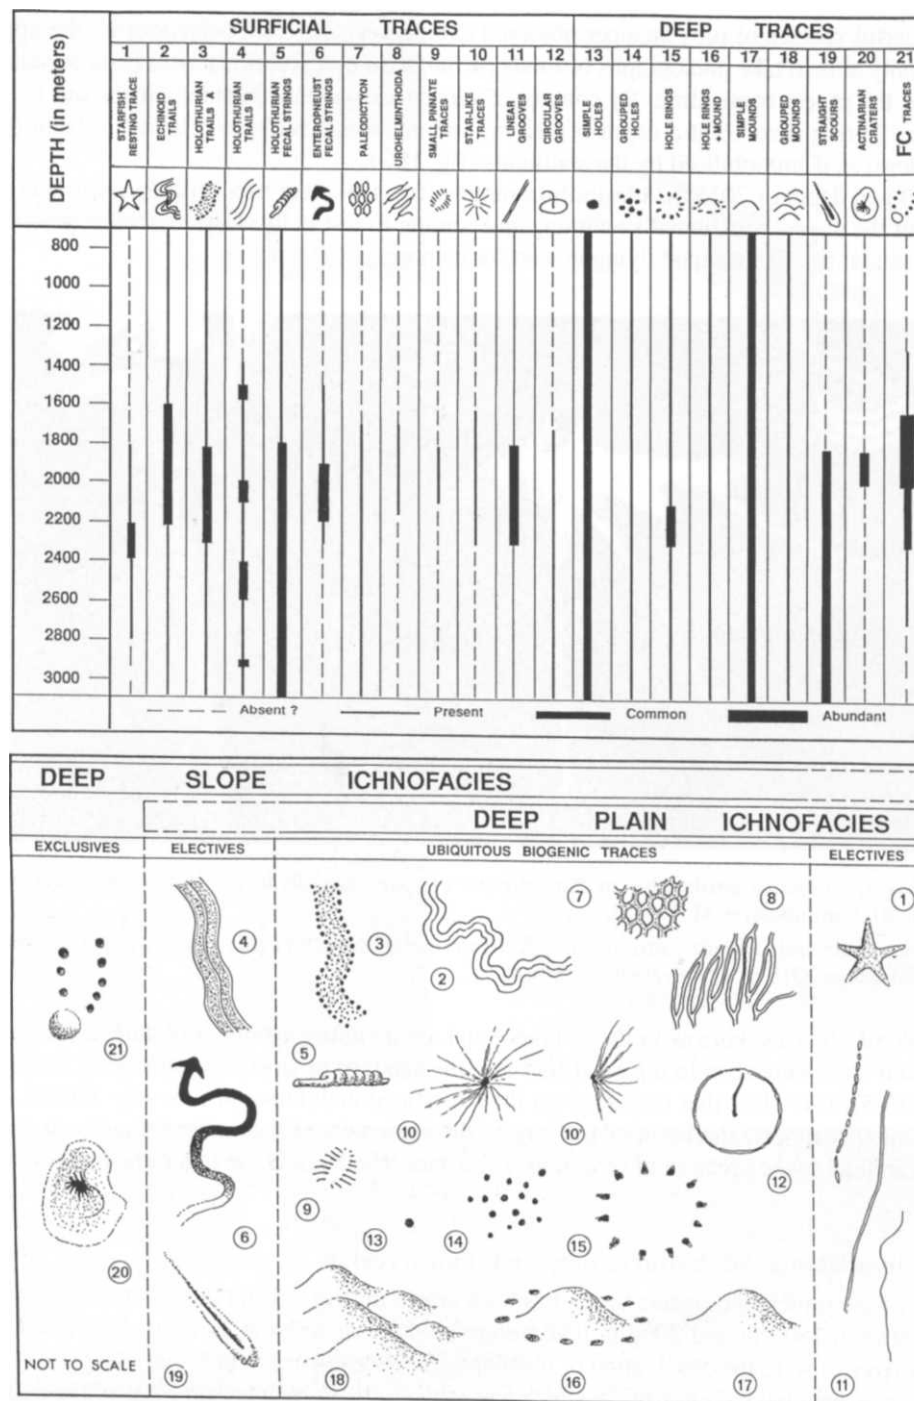 SURFICIAL TRACES DEEP TRACES
DEPTH (in meters)
1 2 3 4 5 6 7 8 9 10 11 12 13 14 15 16 17 18 19 20 21
STARFISH
RESTING TRACE
ECHINOID
TRAILS
HOLOTHURIAN
TRAILS A
HOLOTHURIAN
TRAILS B
HOLOTHURIAN
FECAL STRINGS
ENTEROPNEUST
FECAL STRINGS
PALEODICTYON
UROHELMINTHOIDA
SMALL PINNATE
TRACES
STAR-LIKE
TRACES
LINEAR
GROOVES
CIRCULAR
GROOVES
SIMPLE
HOLES
GROUPED
HOLES
HOLE RINGS
HOLE RINGS
+ MOUND
SIMPLE
MOUNDS
GROUPED
MOUNDS
STRAIGHT
SCOURS
ACTINARIAN
CRATERS
FC TRACES
800
1000
1200
1400
1600
1800
2000
2200
2400
2600
2800
3000
Absent ? Present Common Abundant
DEEP SLOPE ICHNOFACIES
DEEP PLAIN ICHNOFACIES
EXCLUSIVES ELECTIVES UBIQUITOUS BIOGENIC TRACES ELECTIVES
7 8 1
4 3 2
21 5
10 10' 12
9
6 13 14 15
20
NOT TO SCALE
19 18 16 17 11